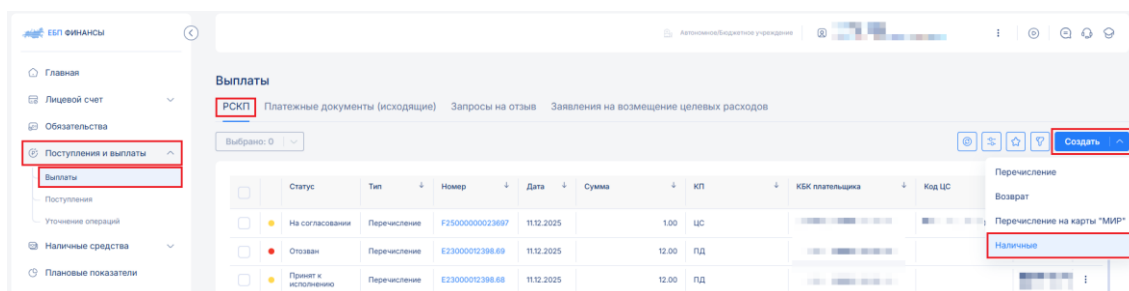 ЕБП ФИНАНСЫ
Автономное/Бюджетное учреждение
Главная
Лицевой счет
Обязательства
Поступления и выплаты
Выплаты
Поступления
Уточнение операций
Наличные средства
Плановые показатели
Выплаты
РСКП Платежные документы (исходящие) Запросы на отзыв Заявления на возмещение целевых расходов
Выбрано: 0
Создать
Перечисление
Возврат
Перечисление на карты "МИР"
Наличные
Статус Тип Номер Дата Сумма КП КБК плательщика Код ЦС
На согласовании Перечисление F25000000023697 11.12.2025 1.00 ЦС
Отозван Перечисление E23000012398.69 11.12.2025 12.00 ПД
Принят к
исполнению Перечисление E23000012398.68 11.12.2025 12.00 ПД